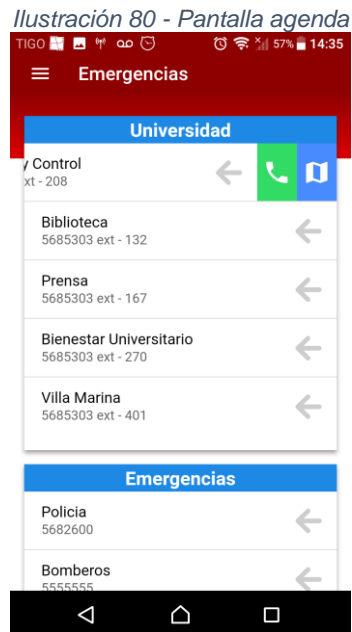 Ilustración 80 - Pantalla agenda
TIGO 57% 14:35
Emergencias
Universidad
y Control
xt - 208
Biblioteca
5685303 ext - 132
Prensa
5685303 ext - 167
Bienestar Universitario
5685303 ext - 270
Villa Marina
5685303 ext - 401
Emergencias
Policia
5682600
Bomberos
5555555